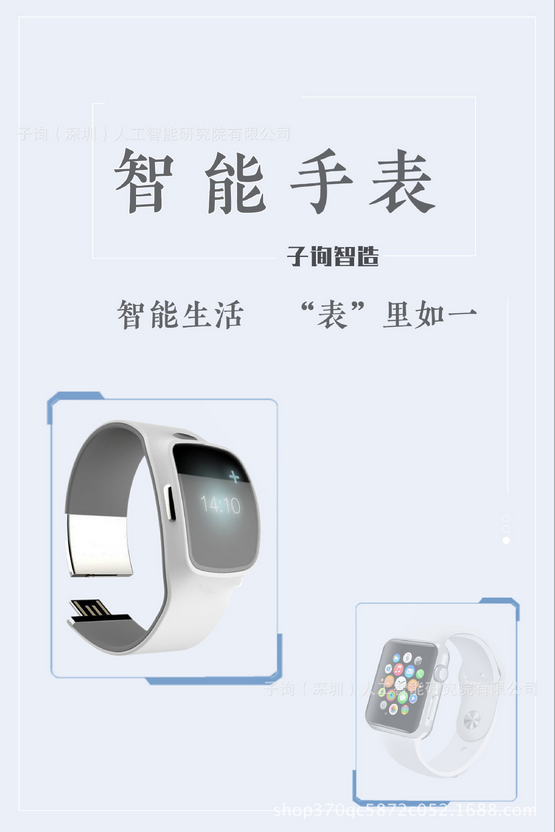 子询（深圳）人工智能研究院有限公司
智能手表
子询智造
智能生活 “表”里如一
14:10
子询（深圳）人工智能研究院有限公司
shop370qc5872c052.1688.com